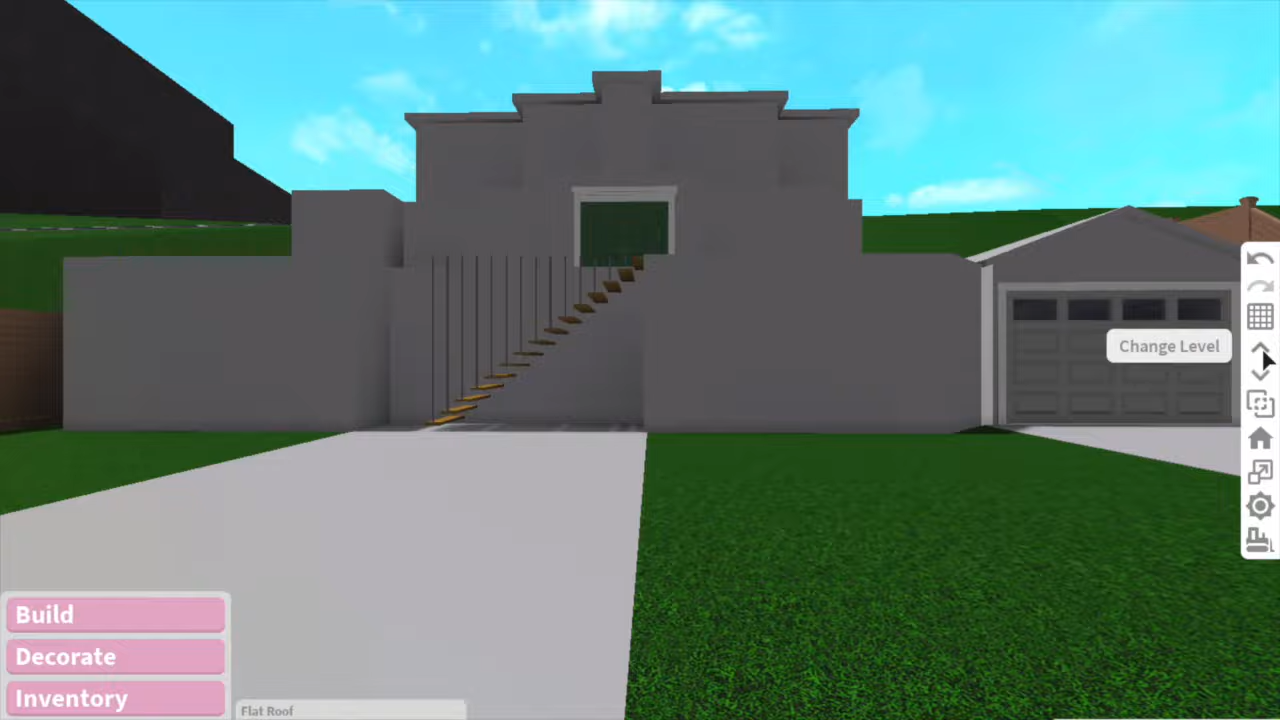 Change Level
Build
Decorate
Inventory
Flat Roof